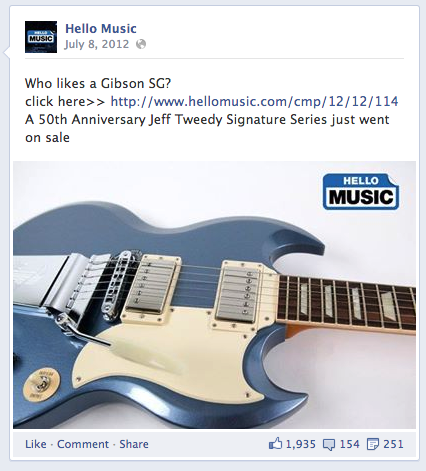 Hello Music
July 8, 2012
Who likes a Gibson SG?
click here>> http://www.hellomusic.com/cmp/12/12/114
A 50th Anniversary Jeff Tweedy Signature Series just went
on sale
HELLO
MUSIC
Like · Comment · Share
1,935 154 251